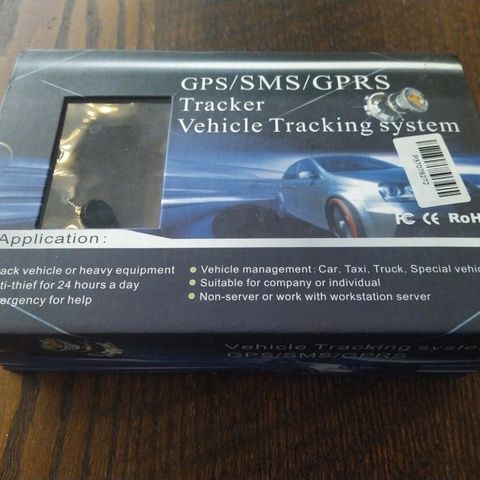 GPS/SMS/GPRS
Tracker
Vehicle Tracking system
P37078272
FC CE RoH
Application:
ack vehicle or heavy equipment
ti-thief for 24 hours a day
ergency for help
Vehicle management: Car, Taxi, Truck, Special vehic
Suitable for company or individual
Non-server or work with workstation server
Vehicle Tracking system
GPS/SMS/GPRS